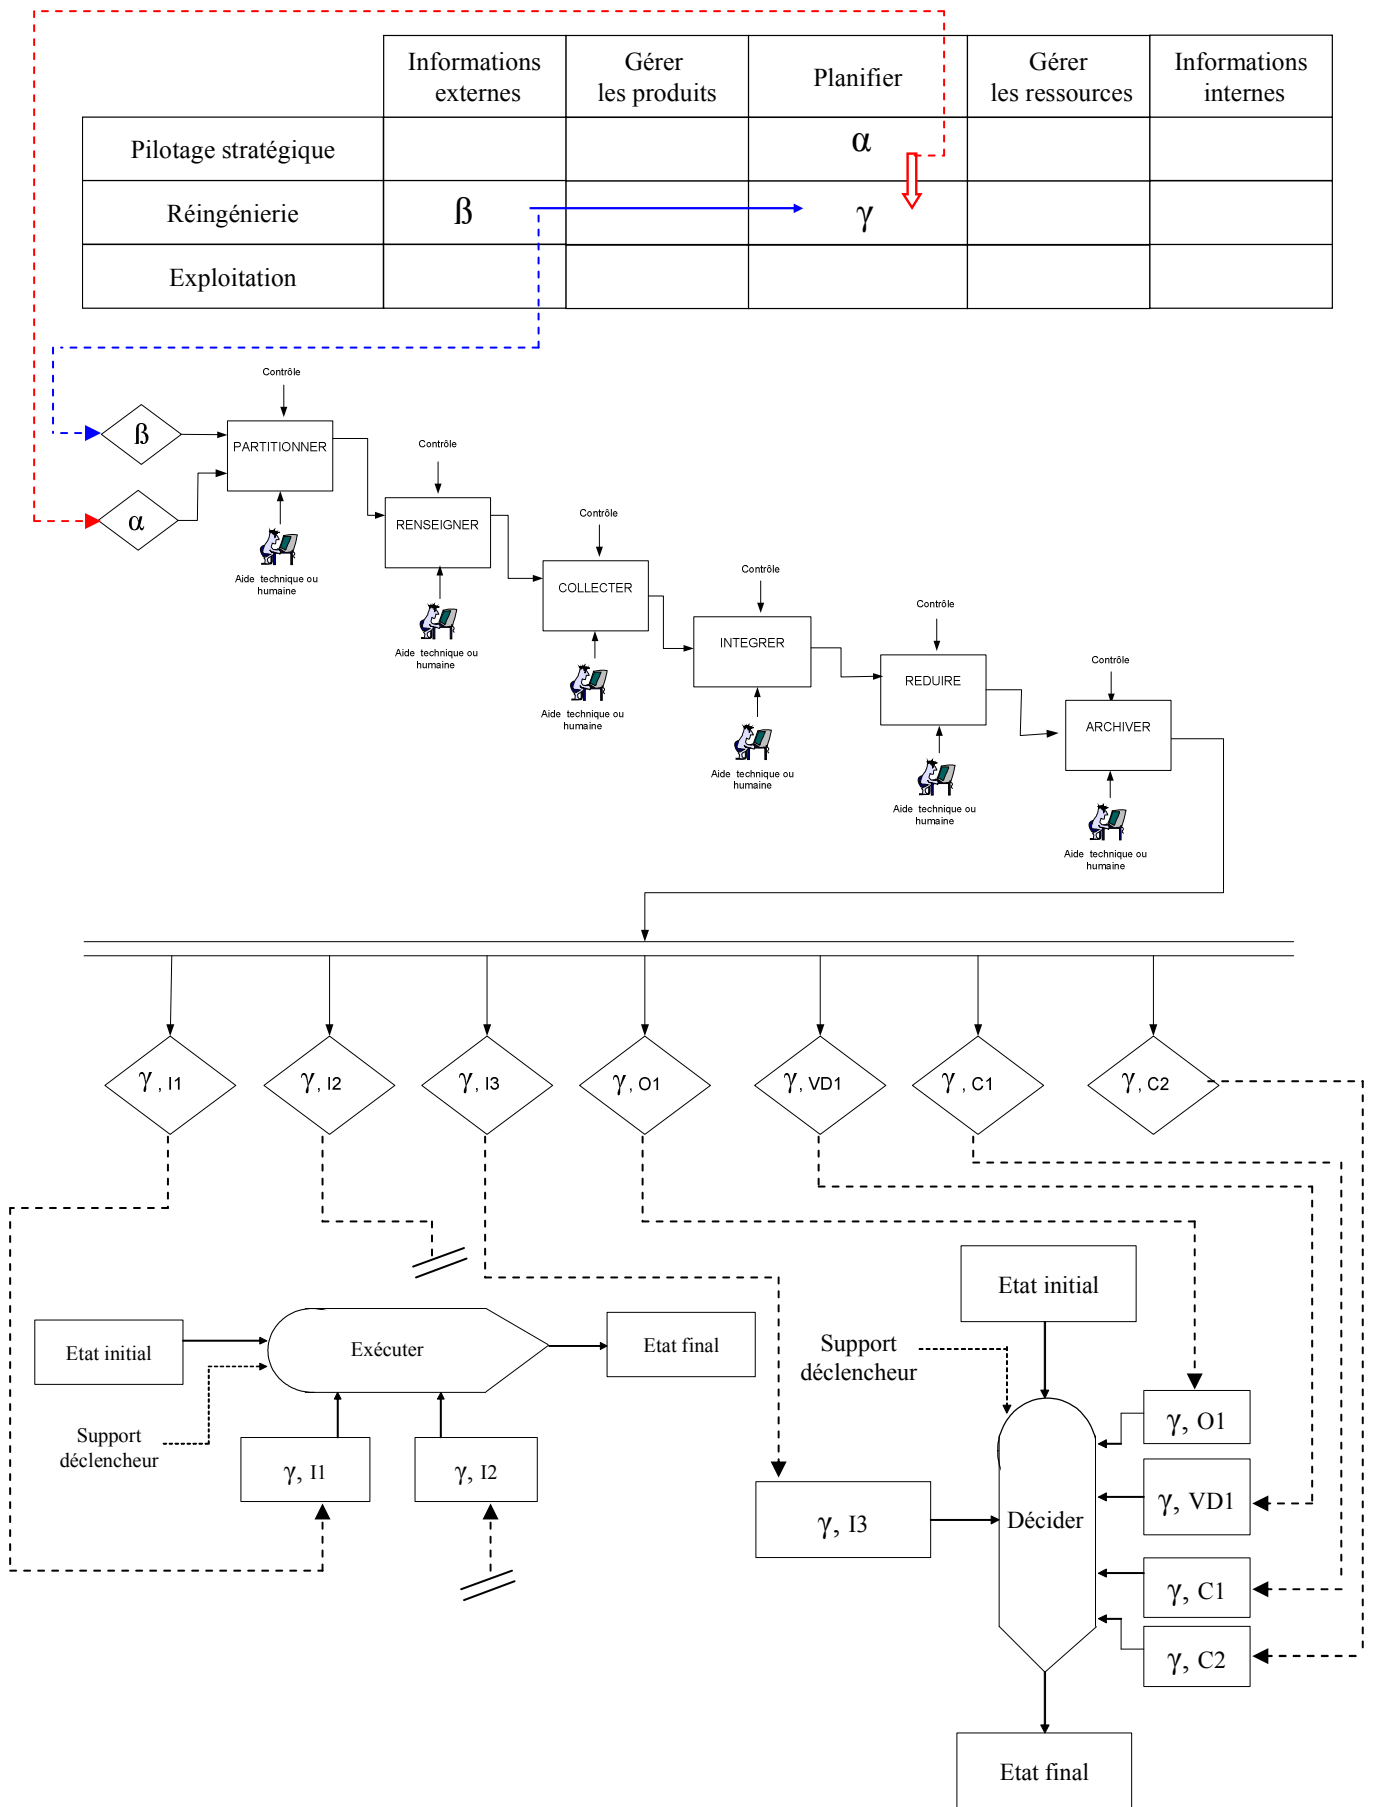 Informations
externes
Gérer
les produits
Planifier
Gérer
les ressources
Informations
internes
Pilotage stratégique
α
Réingénierie
ß
γ
Exploitation
Contrôle
ß
PARTITIONNER
α
Aide technique ou
humaine
Contrôle
RENSEIGNER
Aide technique ou
humaine
Contrôle
COLLECTER
Aide technique ou
humaine
Contrôle
INTEGRER
Aide technique ou
humaine
Contrôle
REDUIRE
Aide technique ou
humaine
Contrôle
ARCHIVER
Aide technique ou
humaine
γ , I1
γ , I2
γ , I3
γ , O1
γ , VD1
γ , C1
γ , C2
Etat initial
Exécuter
Etat final
Support
déclencheur
γ, I1
γ, I2
Etat initial
Support
déclencheur
γ, O1
γ, VD1
γ, I3
Décider
γ, C1
γ, C2
Etat final